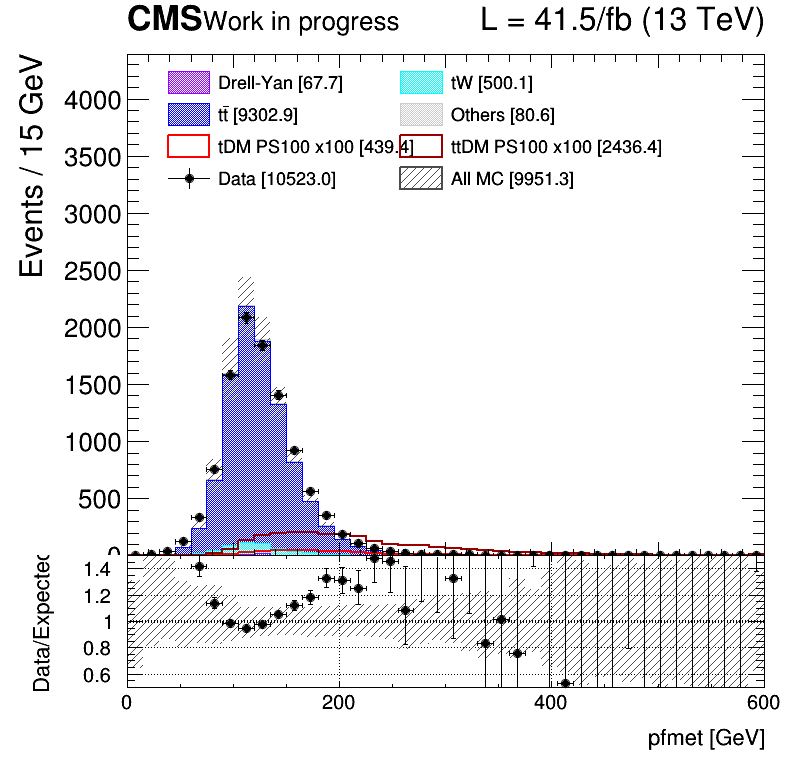 CMS Work in progress L = 41.5/fb (13 TeV)
Events / 15 GeV
Drell-Yan [67.7] tW [500.1]
tt̄ [9302.9] Others [80.6]
tDM PS100 x100 [439.4] ttDM PS100 x100 [2436.4]
Data [10523.0] All MC [9951.3]
4000
3500
3000
2500
2000
1500
1000
500
0
Data/Expected
1.4
1.2
1
0.8
0.6
0 200 400 600
pfmet [GeV]